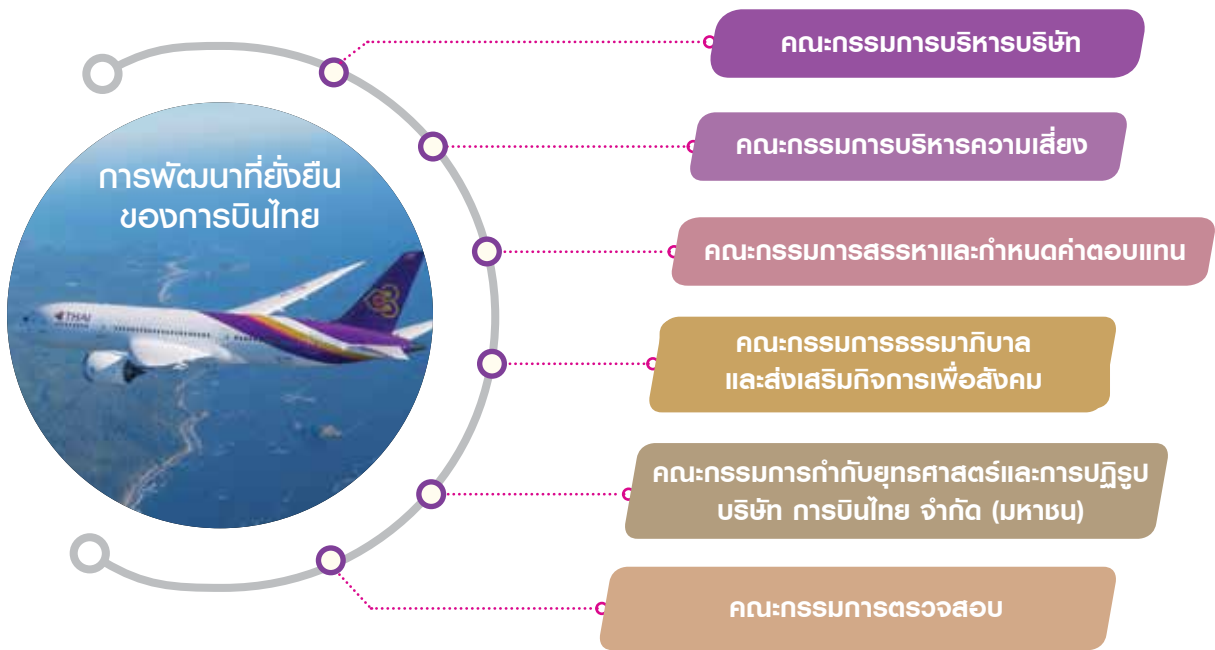 การพัฒนาที่ยั่งยืน
ของการบินไทย
THAI
คณะกรรมการบริหารบริษัท
คณะกรรมการบริหารความเสี่ยง
คณะกรรมการสรรหาและกำหนดค่าตอบแทน
คณะกรรมการธรรมาภิบาล
และส่งเสริมกิจการเพื่อสังคม
คณะกรรมการกำกับยุทธศาสตร์และการปฏิรูป
บริษัท การบินไทย จำกัด (มหาชน)
คณะกรรมการตรวจสอบ